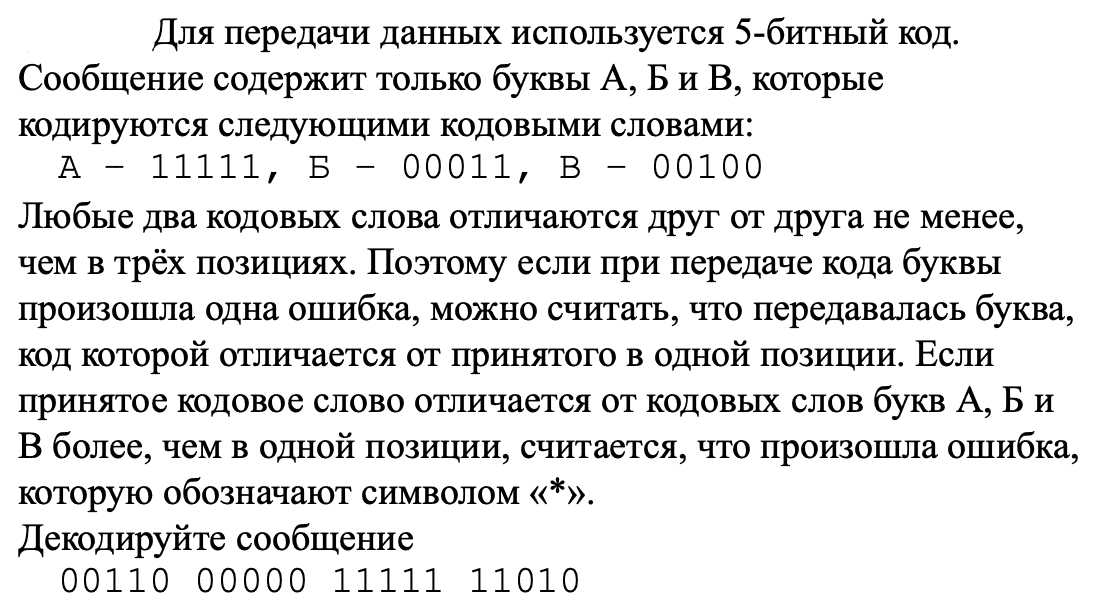 Для передачи данных используется 5-битный код.
Сообщение содержит только буквы А, Б и В, которые
кодируются следующими кодовыми словами:
А – 11111, Б – 00011, В – 00100
Любые два кодовых слова отличаются друг от друга не менее,
чем в трёх позициях. Поэтому если при передаче кода буквы
произошла одна ошибка, можно считать, что передавалась буква,
код которой отличается от принятого в одной позиции. Если
принятое кодовое слово отличается от кодовых слов букв А, Б и
В более, чем в одной позиции, считается, что произошла ошибка,
которую обозначают символом «*».
Декодируйте сообщение
00110 00000 11111 11010